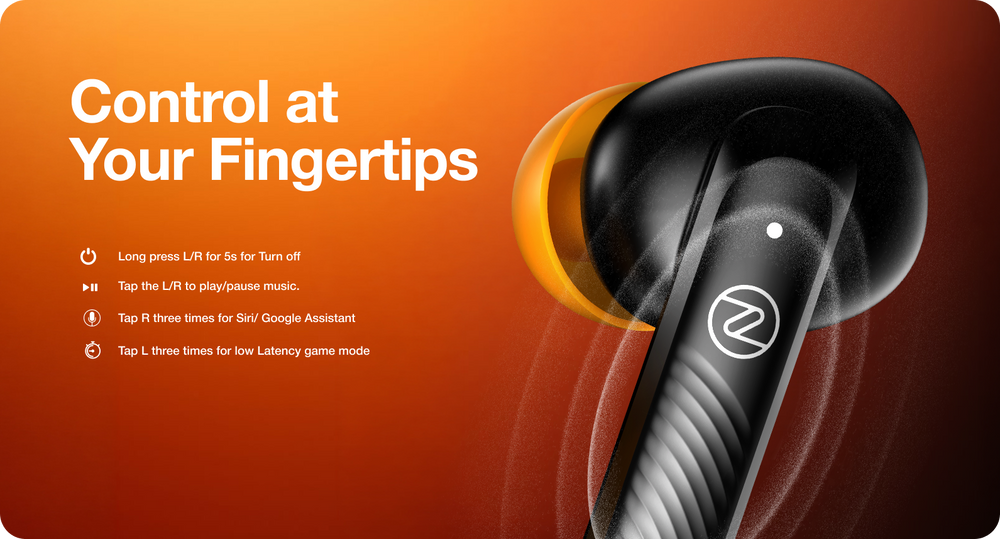 Control at
Your Fingertips
Long press L/R for 5s for Turn off
Tap the L/R to play/pause music.
Tap R three times for Siri/ Google Assistant
Tap L three times for low Latency game mode